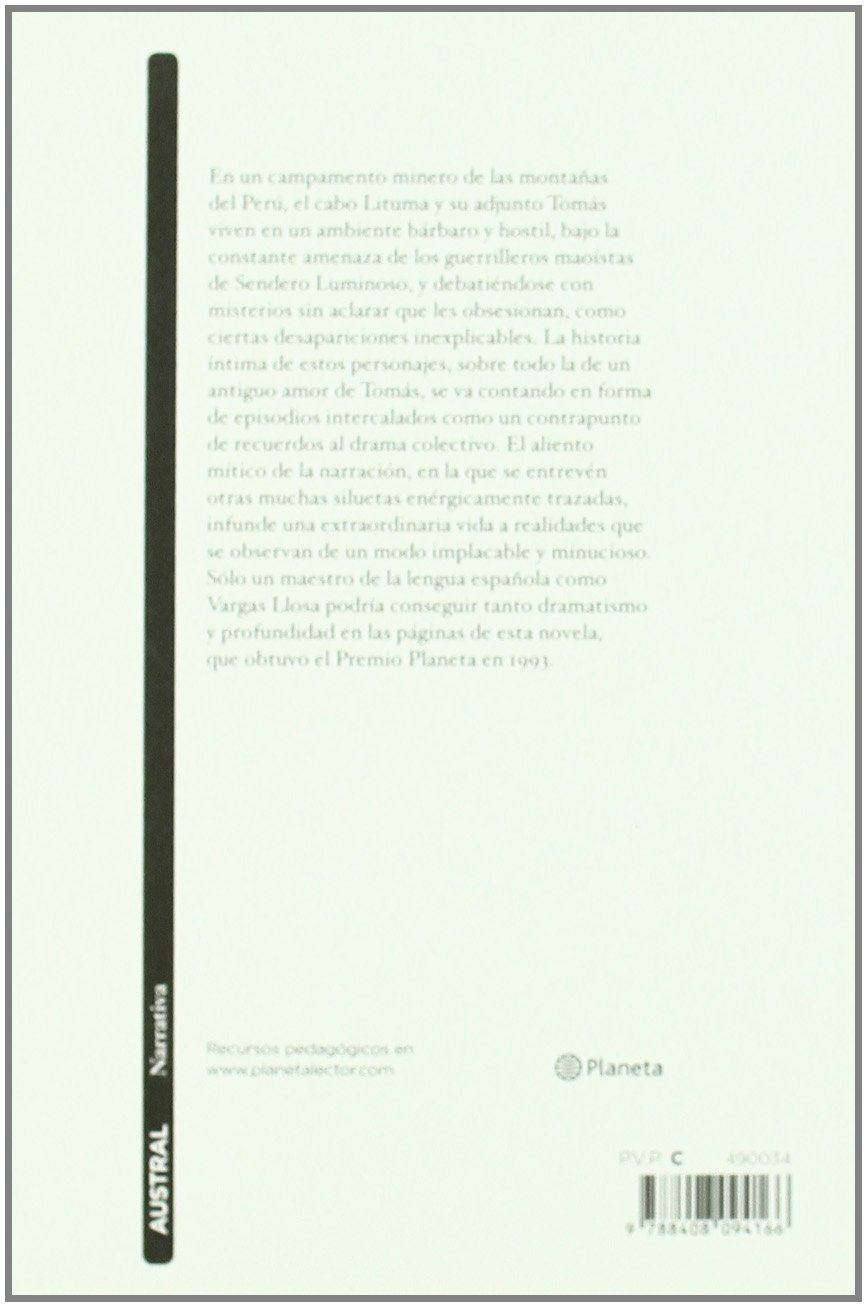 En un campamento minero de las montañas
del Perú, el cabo Lituma y su adjunto Tomás
viven en un ambiente bárbaro y hostil, bajo la
constante amenaza de los guerrilleros maoístas
de Sendero Luminoso, y debatiéndose con
misterios sin aclarar que les obsesionan, como
ciertas desapariciones inexplicables. La historia
íntima de estos personajes, sobre todo la de un
antiguo amor de Tomás, se va contando en forma
de episodios intercalados como un contrapunto
de recuerdos al drama colectivo. El aliento
mítico de la narración, en la que se entrevén
otras muchas siluetas enérgicamente trazadas,
infunde una extraordinaria vida a realidades que
se observan de un modo implacable y minucioso.
Sólo un maestro de la lengua española como
Vargas Llosa podría conseguir tanto dramatismo
y profundidad en las páginas de esta novela,
que obtuvo el Premio Planeta en 1993.
AUSTRAL Narrativa
Recursos pedagógicos en
www.planetalector.com
Planeta
P.V.P. C 490034
9 788408 094166